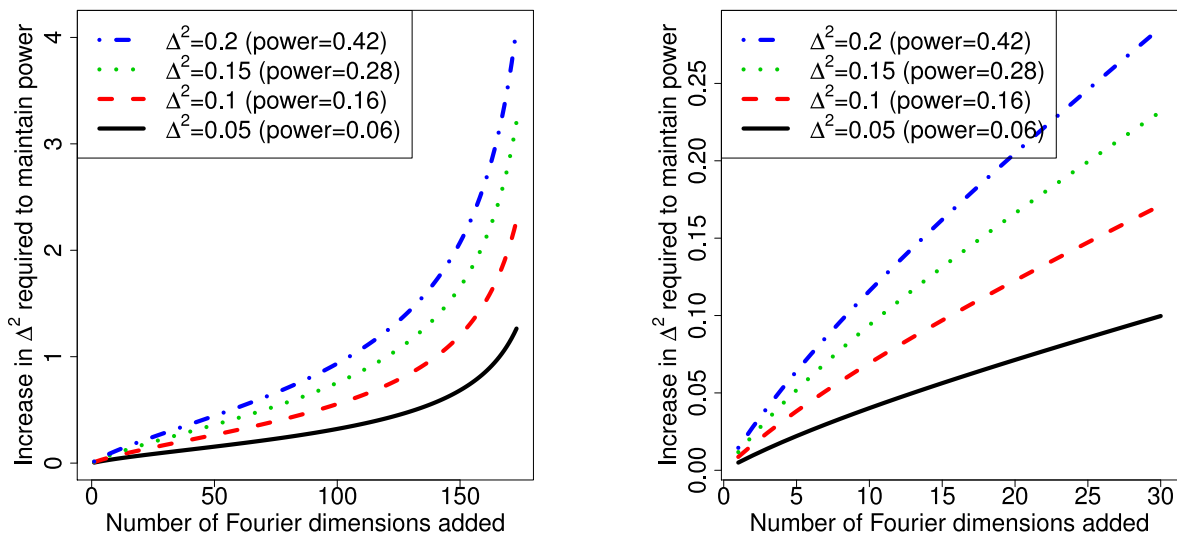 Δ²=0.2 (power=0.42)
Δ²=0.15 (power=0.28)
Δ²=0.1 (power=0.16)
Δ²=0.05 (power=0.06)
Increase in Δ² required to maintain power
0 1 2 3 4
0 50 100 150
Number of Fourier dimensions added
Δ²=0.2 (power=0.42)
Δ²=0.15 (power=0.28)
Δ²=0.1 (power=0.16)
Δ²=0.05 (power=0.06)
Increase in Δ² required to maintain power
0.00 0.05 0.10 0.15 0.20 0.25
0 5 10 15 20 25 30
Number of Fourier dimensions added